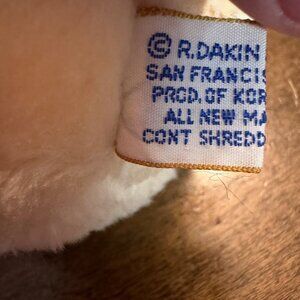 © R.DAKIN
SAN FRANCIS
PROD. OF KOR
ALL NEW MA
CONT SHREDD